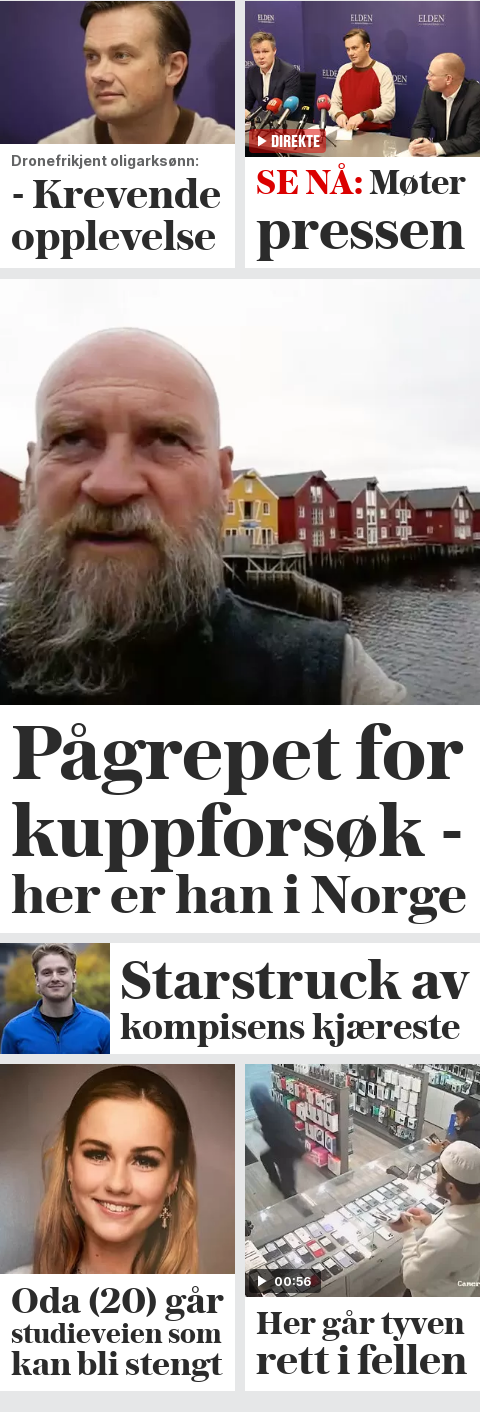 Dronefrikjent oligarksønn:
- Krevende
opplevelse
ELDEN
ELDEN
ELDEN
ELDEN
ELDEN
DIREKTE
SE NÅ: Møter
pressen
Pågrepet for
kuppforsøk -
her er han i Norge
Starstruck av
kompisens kjæreste
Oda (20) går
studieveien som
kan bli stengt
00:56
Her går tyven
rett i fellen